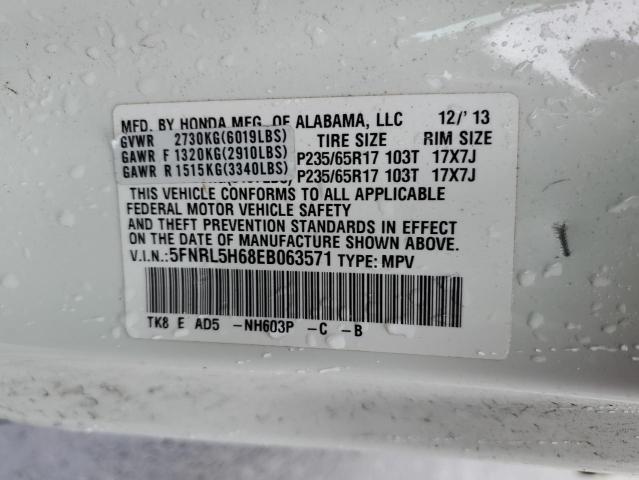 MFD. BY HONDA MFG. OF ALABAMA, LLC 12/'13
GVWR 2730KG(6019LBS) TIRE SIZE RIM SIZE
GAWR F 1320KG(2910LBS) P235/65R17 103T 17X7J
GAWR R 1515KG(3340LBS) P235/65R17 103T 17X7J
THIS VEHICLE CONFORMS TO ALL APPLICABLE
FEDERAL MOTOR VEHICLE SAFETY
AND THEFT PREVENTION STANDARDS IN EFFECT
ON THE DATE OF MANUFACTURE SHOWN ABOVE.
V.I.N.:5FNRL5H68EB063571 TYPE: MPV
TK8 E AD5 -NH603P -C -B